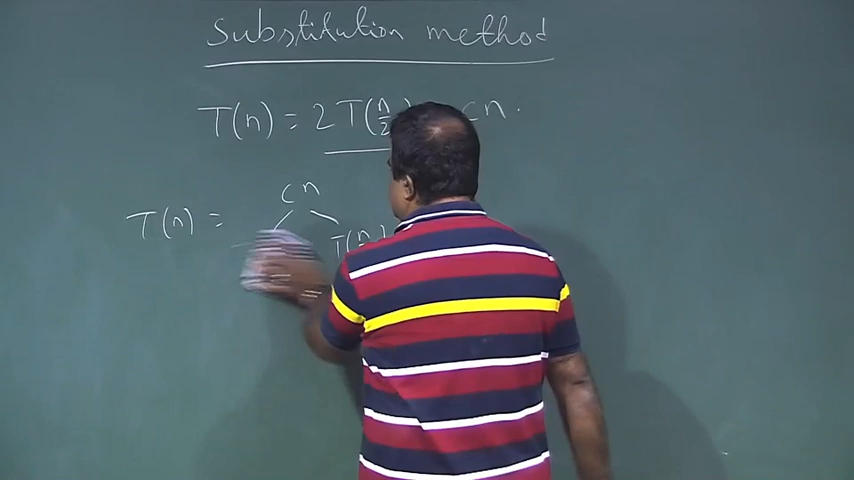 Substitution method
T(n) = 2T(n/2) cn.
cn
T(n) =
T(n